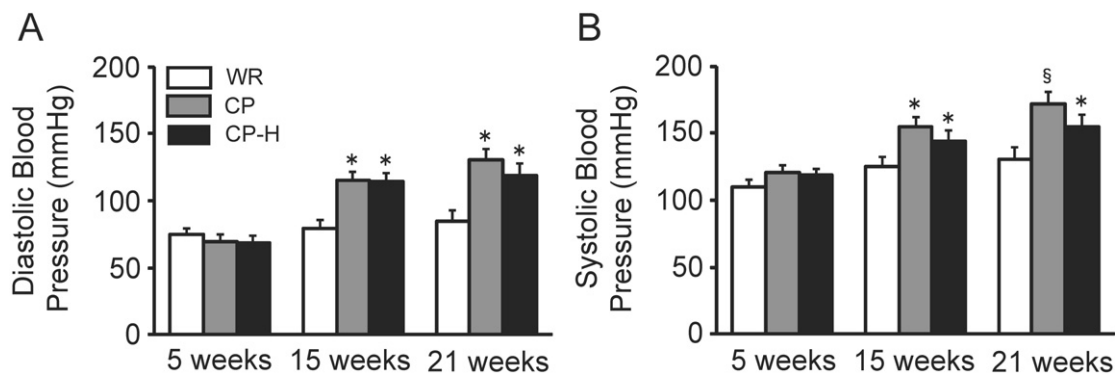 A
Diastolic Blood
Pressure (mmHg)
200
150
100
50
0
WR
CP
CP-H
* *
* *
5 weeks 15 weeks 21 weeks
B
Systolic Blood
Pressure (mmHg)
200
150
100
50
0
* *
§ *
5 weeks 15 weeks 21 weeks